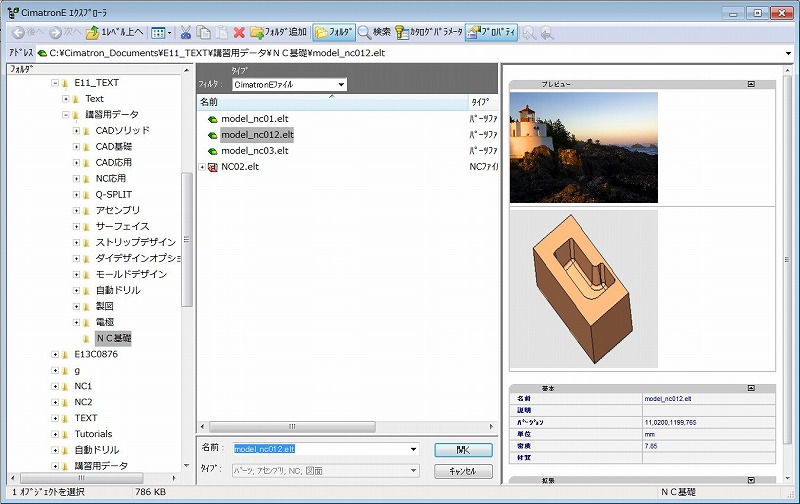 CimatronE ｴｸｽﾌﾟﾛｰﾗ
後へ 次へ 1ﾚﾍﾞﾙ上へ ﾌｫﾙﾀﾞ追加 ﾌｫﾙﾀﾞ 検索 ｶﾀﾛｸﾞﾊﾟﾗﾒｰﾀ ﾌﾟﾛﾊﾟﾃｨ
ｱﾄﾞﾚｽ C:¥Cimatron_Documents¥E11_TEXT¥講習用データ¥ＮＣ基礎¥model_nc012.elt
ﾌｫﾙﾀﾞ
E11_TEXT
Text
講習用データ
CADソリッド
CAD基礎
CAD応用
NC応用
Q-SPLIT
アセンブリ
サーフェイス
ストリップデザイン
ダイデザインオプショ
モールドデザイン
自動ドリル
製図
電極
ＮＣ基礎
E13C0876
g
NC1
NC2
TEXT
Tutorials
自動ドリル
講習用データ
ﾀｲﾌﾟ
ﾌｨﾙﾀ: CimatronEﾌｧｲﾙ
名前 ﾀｲﾌﾟ
model_nc01.elt ﾊﾟｰﾂﾌｧ
model_nc012.elt ﾊﾟｰﾂﾌｧ
model_nc03.elt ﾊﾟｰﾂﾌｧ
NC02.elt NCﾌｧｲﾙ
名前: model_nc012.elt 開く
ﾀｲﾌﾟ: ﾊﾟｰﾂ; ｱｾﾝﾌﾞﾘ; NC; 図面 ｷｬﾝｾﾙ
ﾌﾟﾚﾋﾞｭｰ
基本
名前 model_nc012.elt
説明
ﾊﾞｰｼﾞｮﾝ 11,0200,1199,765
単位 mm
密度 7.85
材質
拡張
1 ｵﾌﾞｼﾞｪｸﾄを選択 786 KB ＮＣ基礎